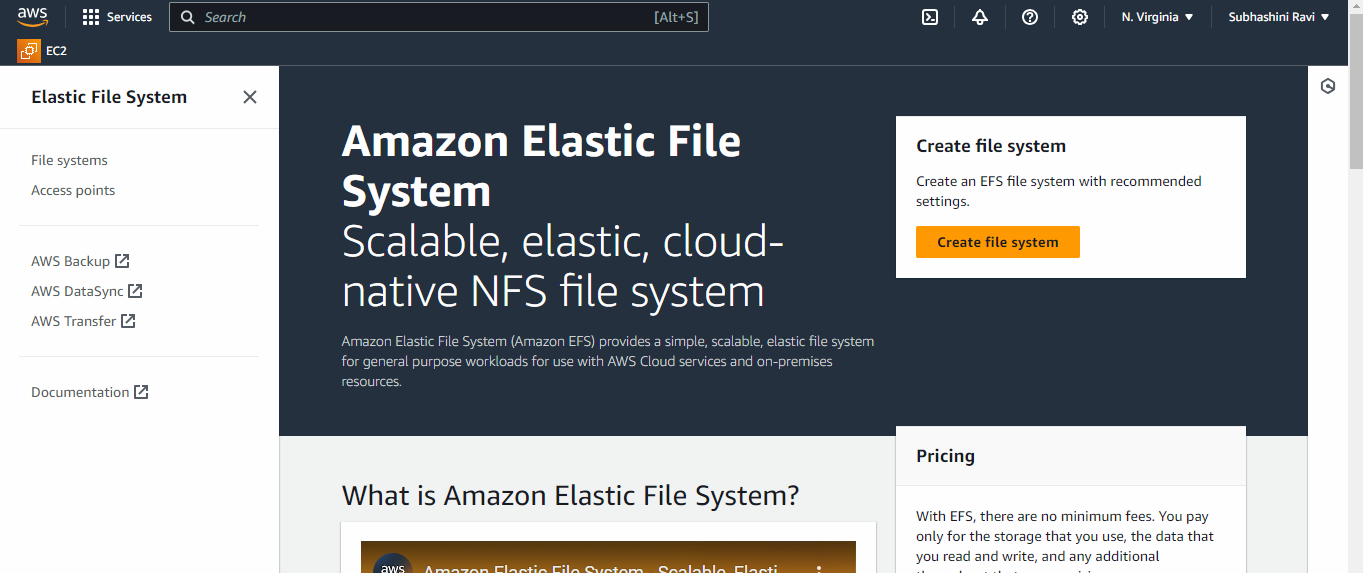 aws
Services
Search
[Alt+S]
N. Virginia
Subhashini Ravi
EC2
Elastic File System
File systems
Access points
AWS Backup
AWS DataSync
AWS Transfer
Documentation
Amazon Elastic File
System
Scalable, elastic, cloud-
native NFS file system
Amazon Elastic File System (Amazon EFS) provides a simple, scalable, elastic file system
for general purpose workloads for use with AWS Cloud services and on-premises
resources.
Create file system
Create an EFS file system with recommended
settings.
Create file system
What is Amazon Elastic File System?
aws
Amazon Elastic File System - Scalable, Elasti...
Pricing
With EFS, there are no minimum fees. You pay
only for the storage that you use, the data that
you read and write, and any additional